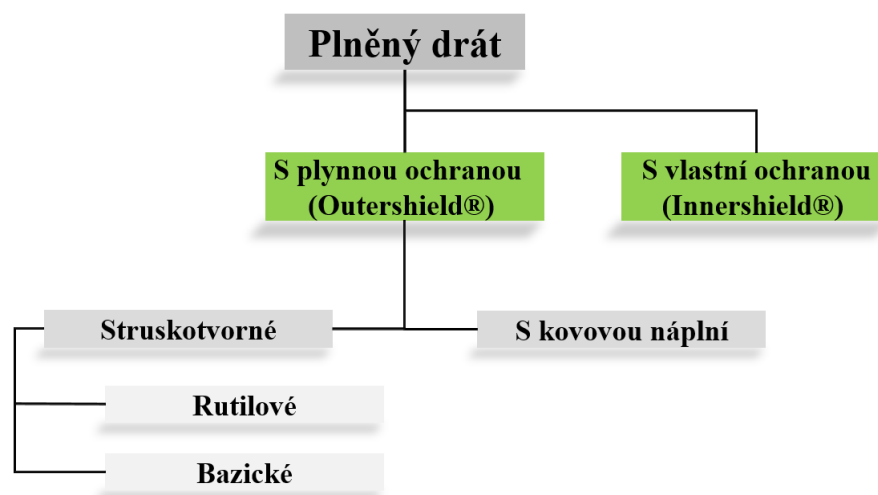 Plněný drát
S plynnou ochranou
(Outershield®)
S vlastní ochranou
(Innershield®)
Struskotvorné
S kovovou náplní
Rutilové
Bazické